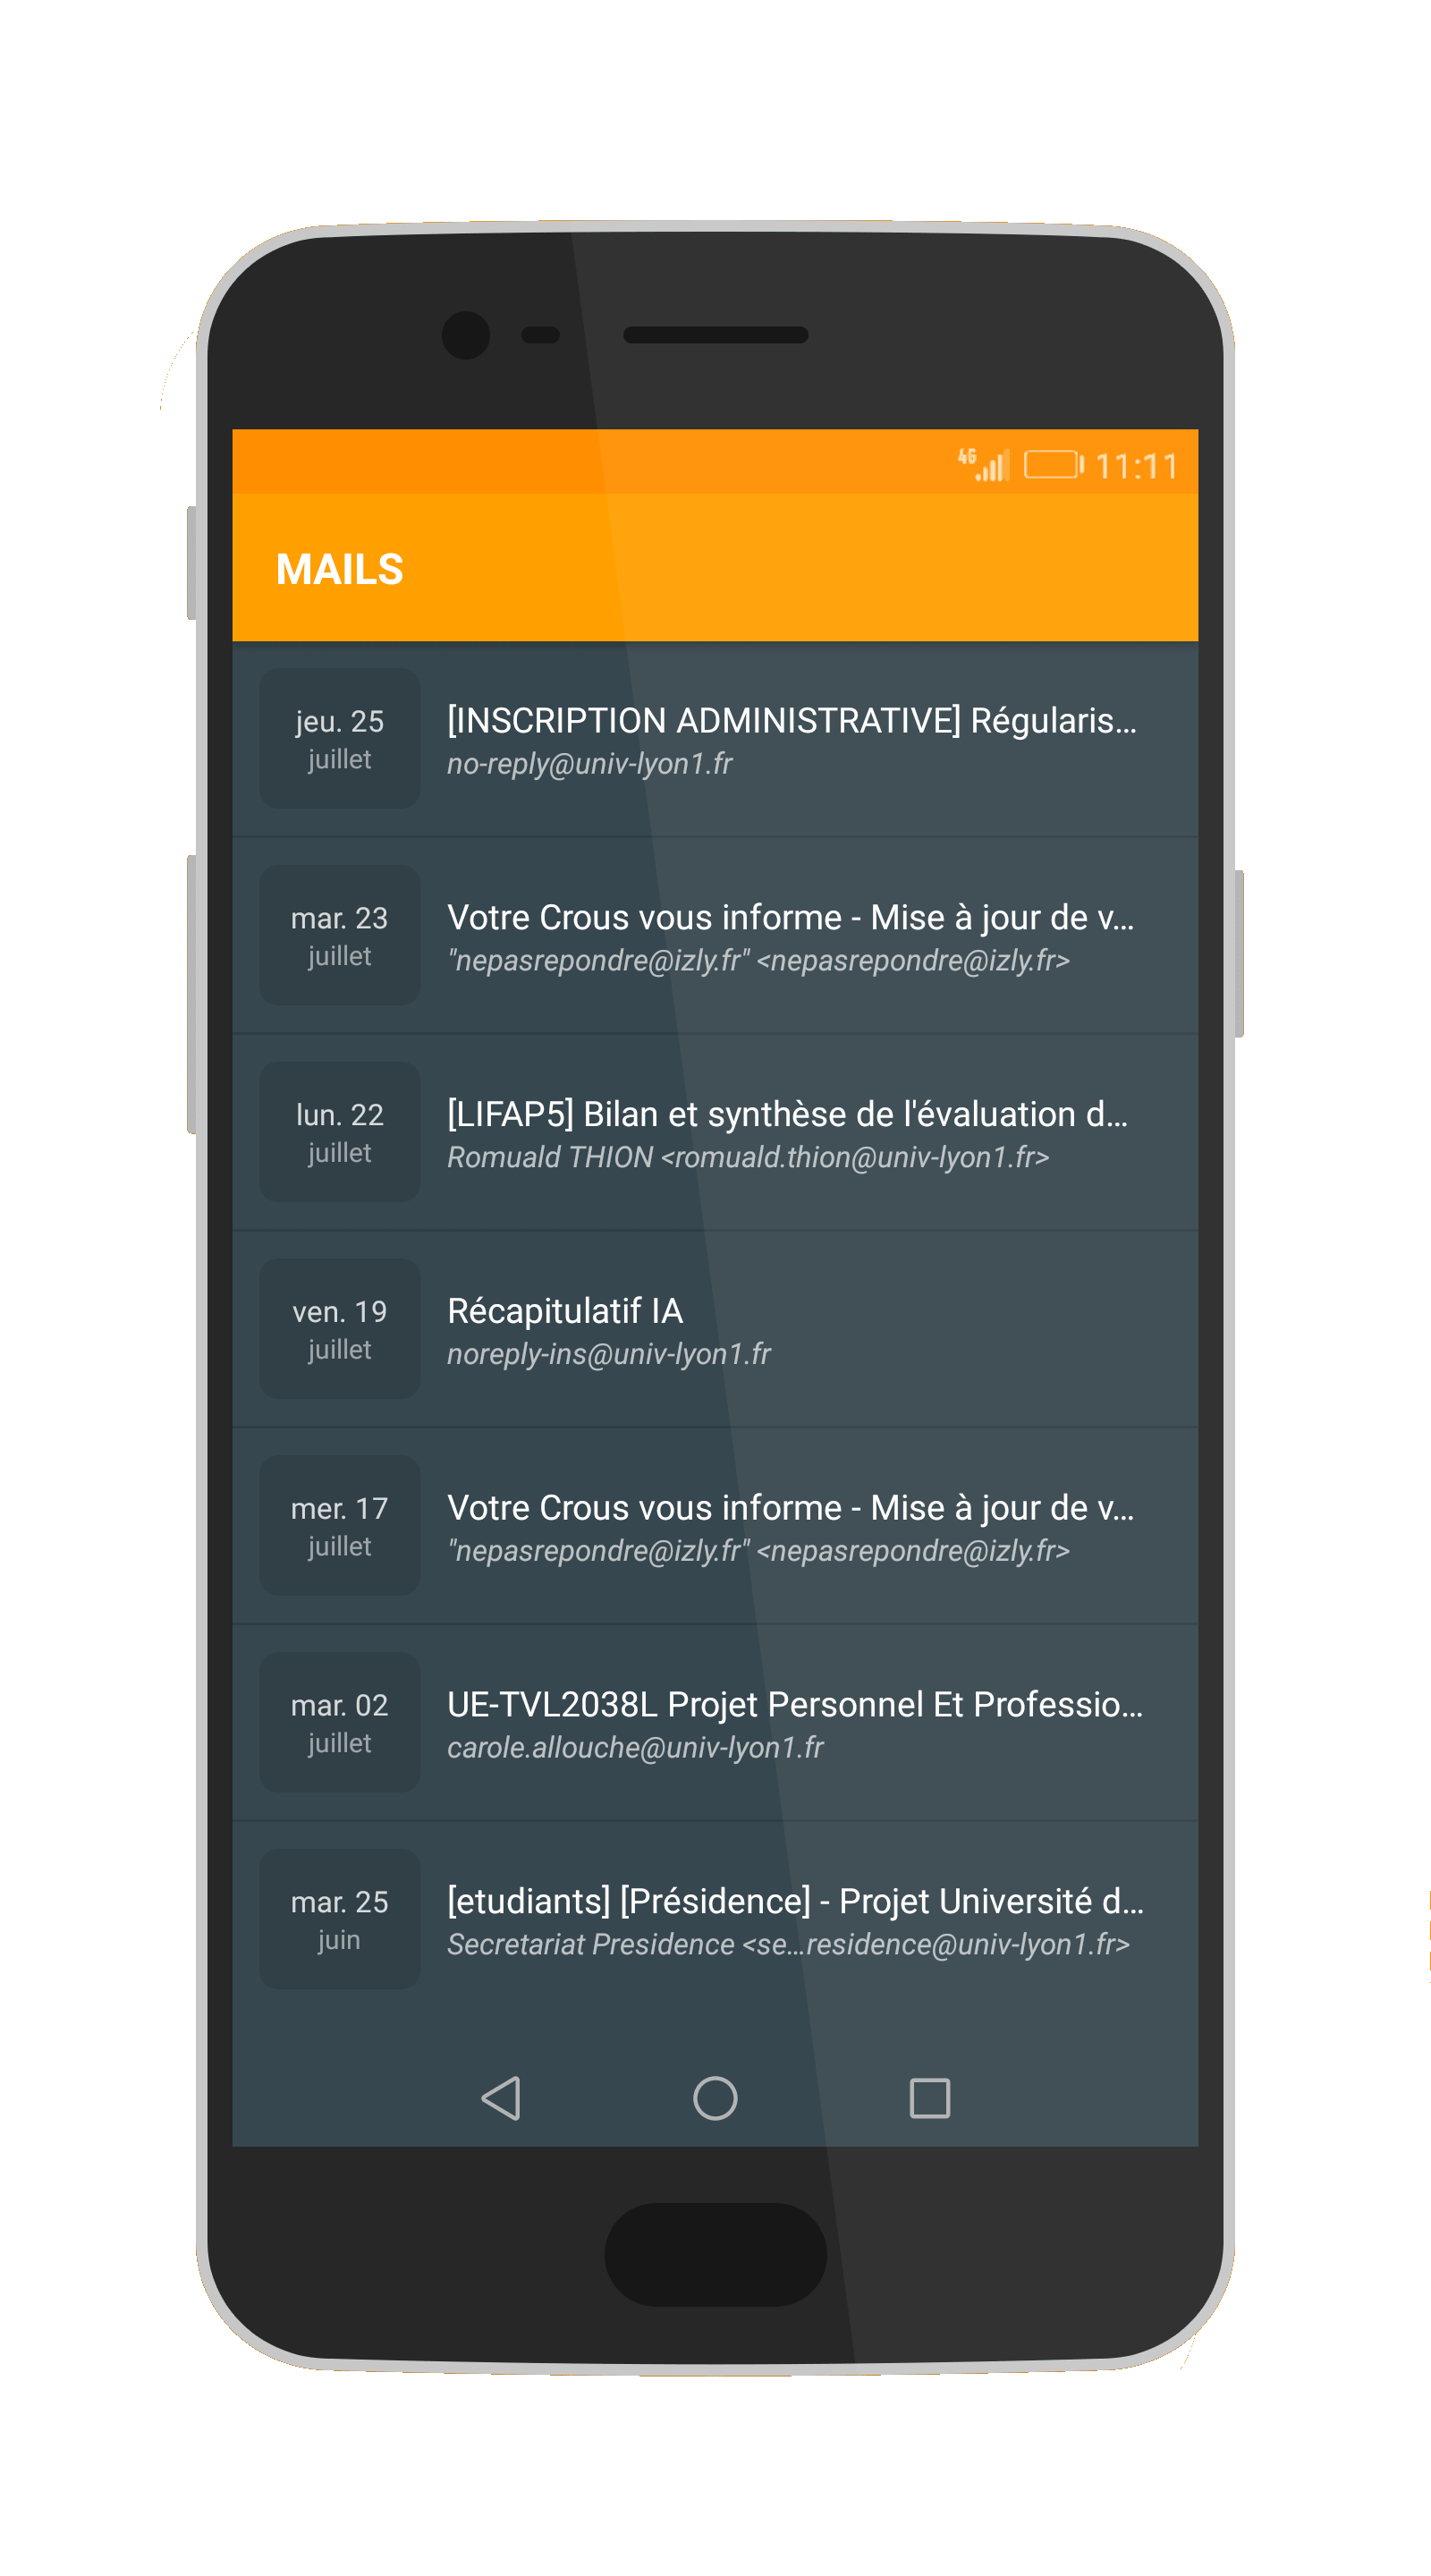 4G 11:11
MAILS
jeu. 25
juillet
[INSCRIPTION ADMINISTRATIVE] Régularis...
no-reply@univ-lyon1.fr
mar. 23
juillet
Votre Crous vous informe - Mise à jour de v...
"nepasrepondre@izly.fr" <nepasrepondre@izly.fr>
lun. 22
juillet
[LIFAP5] Bilan et synthèse de l'évaluation d...
Romuald THION <romuald.thion@univ-lyon1.fr>
ven. 19
juillet
Récapitulatif IA
noreply-ins@univ-lyon1.fr
mer. 17
juillet
Votre Crous vous informe - Mise à jour de v...
"nepasrepondre@izly.fr" <nepasrepondre@izly.fr>
mar. 02
juillet
UE-TVL2038L Projet Personnel Et Professio...
carole.allouche@univ-lyon1.fr
mar. 25
juin
[etudiants] [Présidence] - Projet Université d...
Secretariat Presidence <se...residence@univ-lyon1.fr>